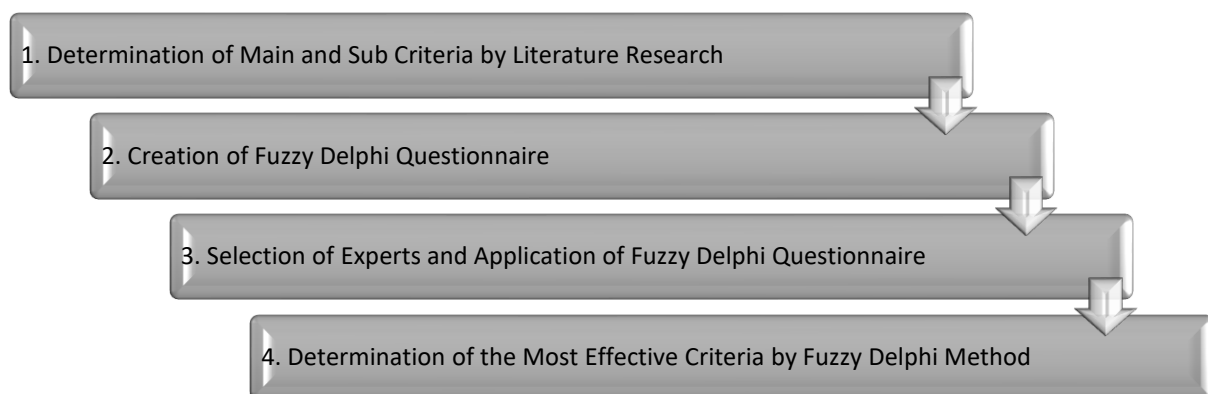 1. Determination of Main and Sub Criteria by Literature Research
2. Creation of Fuzzy Delphi Questionnaire
3. Selection of Experts and Application of Fuzzy Delphi Questionnaire
4. Determination of the Most Effective Criteria by Fuzzy Delphi Method